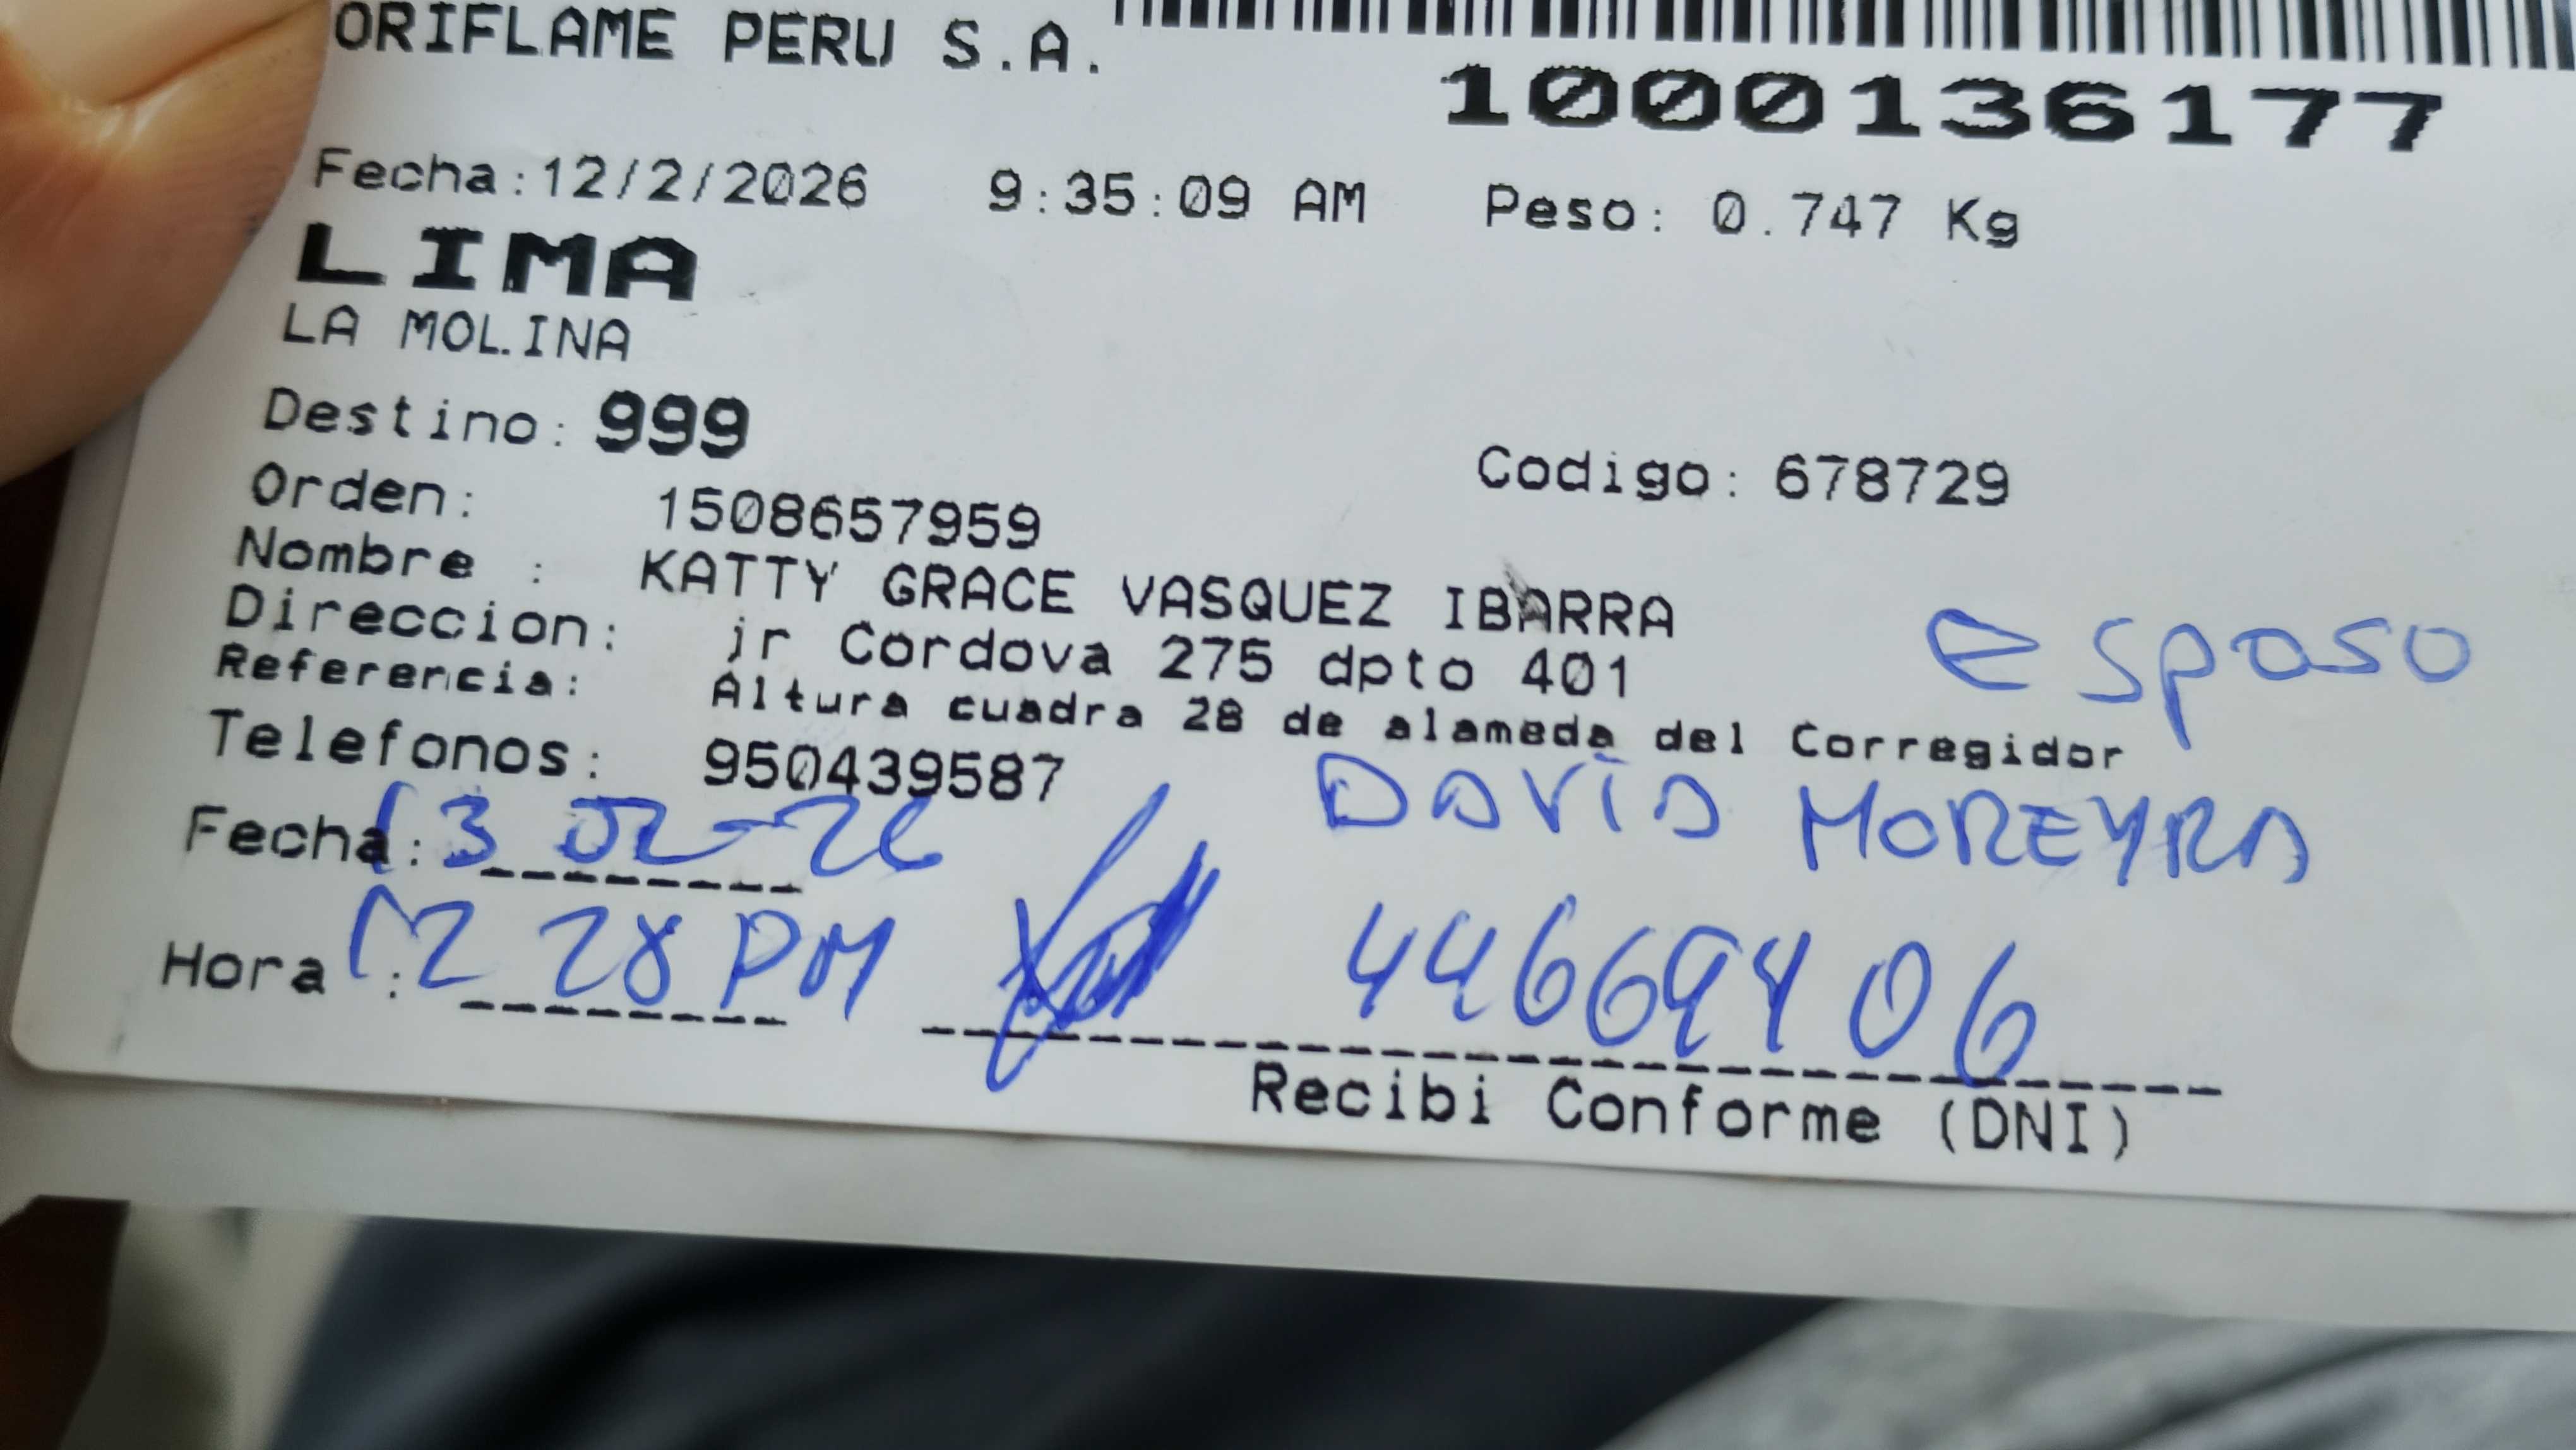 ORIFLAME PERU S.A.
1000136177
Fecha:12/2/2026 9:35:09 AM Peso: 0.747 Kg
LIMA
LA MOLINA
Destino: 999
Codigo: 678729
Orden: 1508657959
Nombre : KATTY GRACE VASQUEZ IBARRA
Direccion: jr Cordova 275 dpto 401
esposo
Referencia: Altura cuadra 28 de alameda del Corregidor
Telefonos: 950439587
DAVID MOREYRA
Fecha: 13 02-26
Hora : 12 28 PM
44669406
Recibi Conforme (DNI)